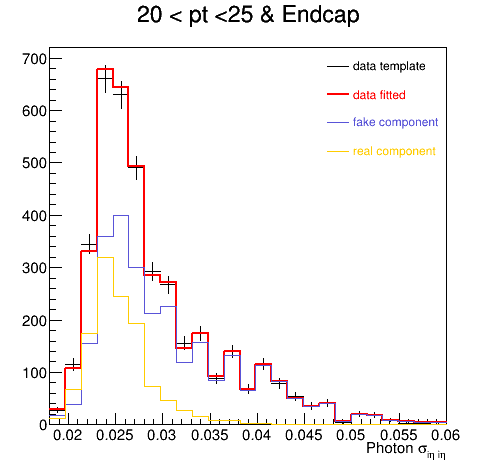 20 < pt <25 & Endcap
data template
data fitted
fake component
real component
700
600
500
400
300
200
100
0
0.02 0.025 0.03 0.035 0.04 0.045 0.05 0.055 0.06
Photon σiη iη